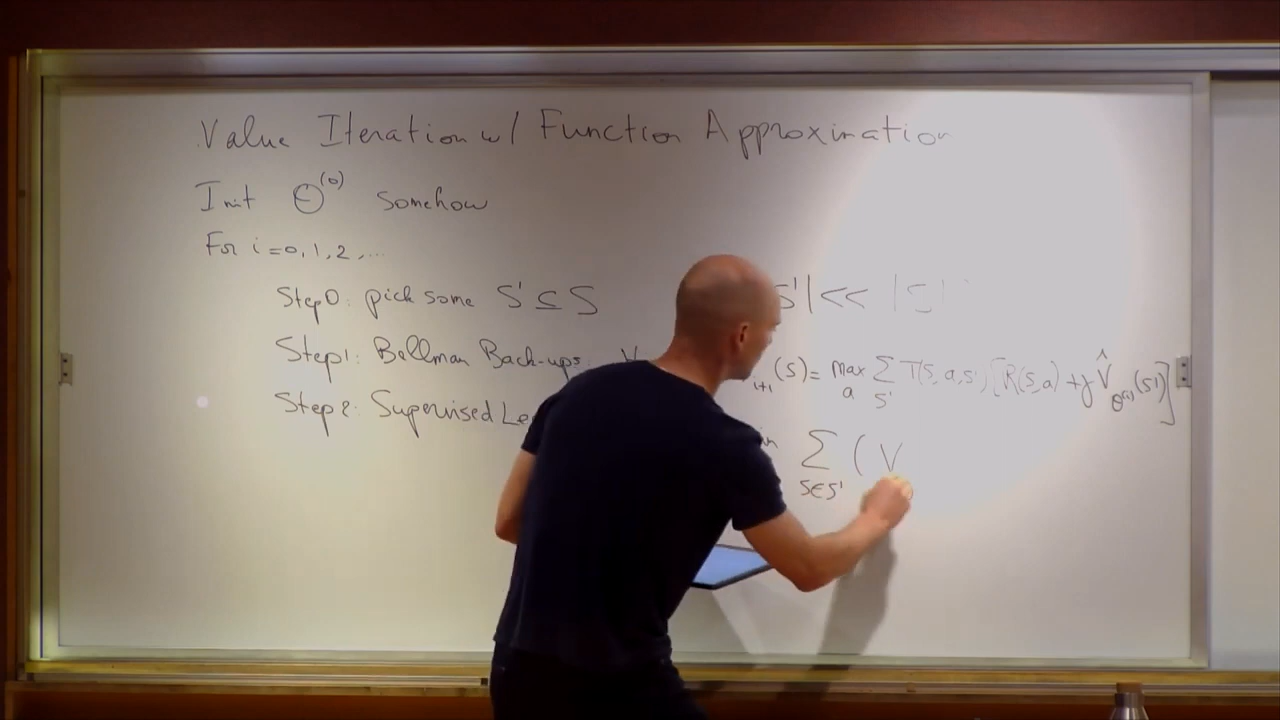 Value Iteration w/ Function Approximation
Init Θ^(0) somehow
For i=0,1,2,...
Step 0: pick some S' ⊆ S S'| << |S|
Step 1: Bellman Back-ups: ∀ i+1 (s) = max_a Σ_s' T(s,a,s') [R(s,a) + γ V̂_θ(i)(s')]
Step 2: Supervised Σ_{s∈S'} ( V